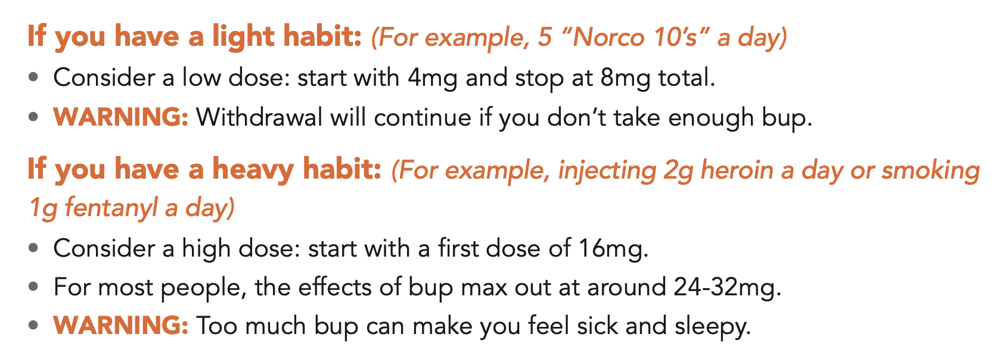 If you have a light habit: (For example, 5 “Norco 10’s” a day)
• Consider a low dose: start with 4mg and stop at 8mg total.
• WARNING: Withdrawal will continue if you don’t take enough bup.
If you have a heavy habit: (For example, injecting 2g heroin a day or smoking
1g fentanyl a day)
• Consider a high dose: start with a first dose of 16mg.
• For most people, the effects of bup max out at around 24-32mg.
• WARNING: Too much bup can make you feel sick and sleepy.